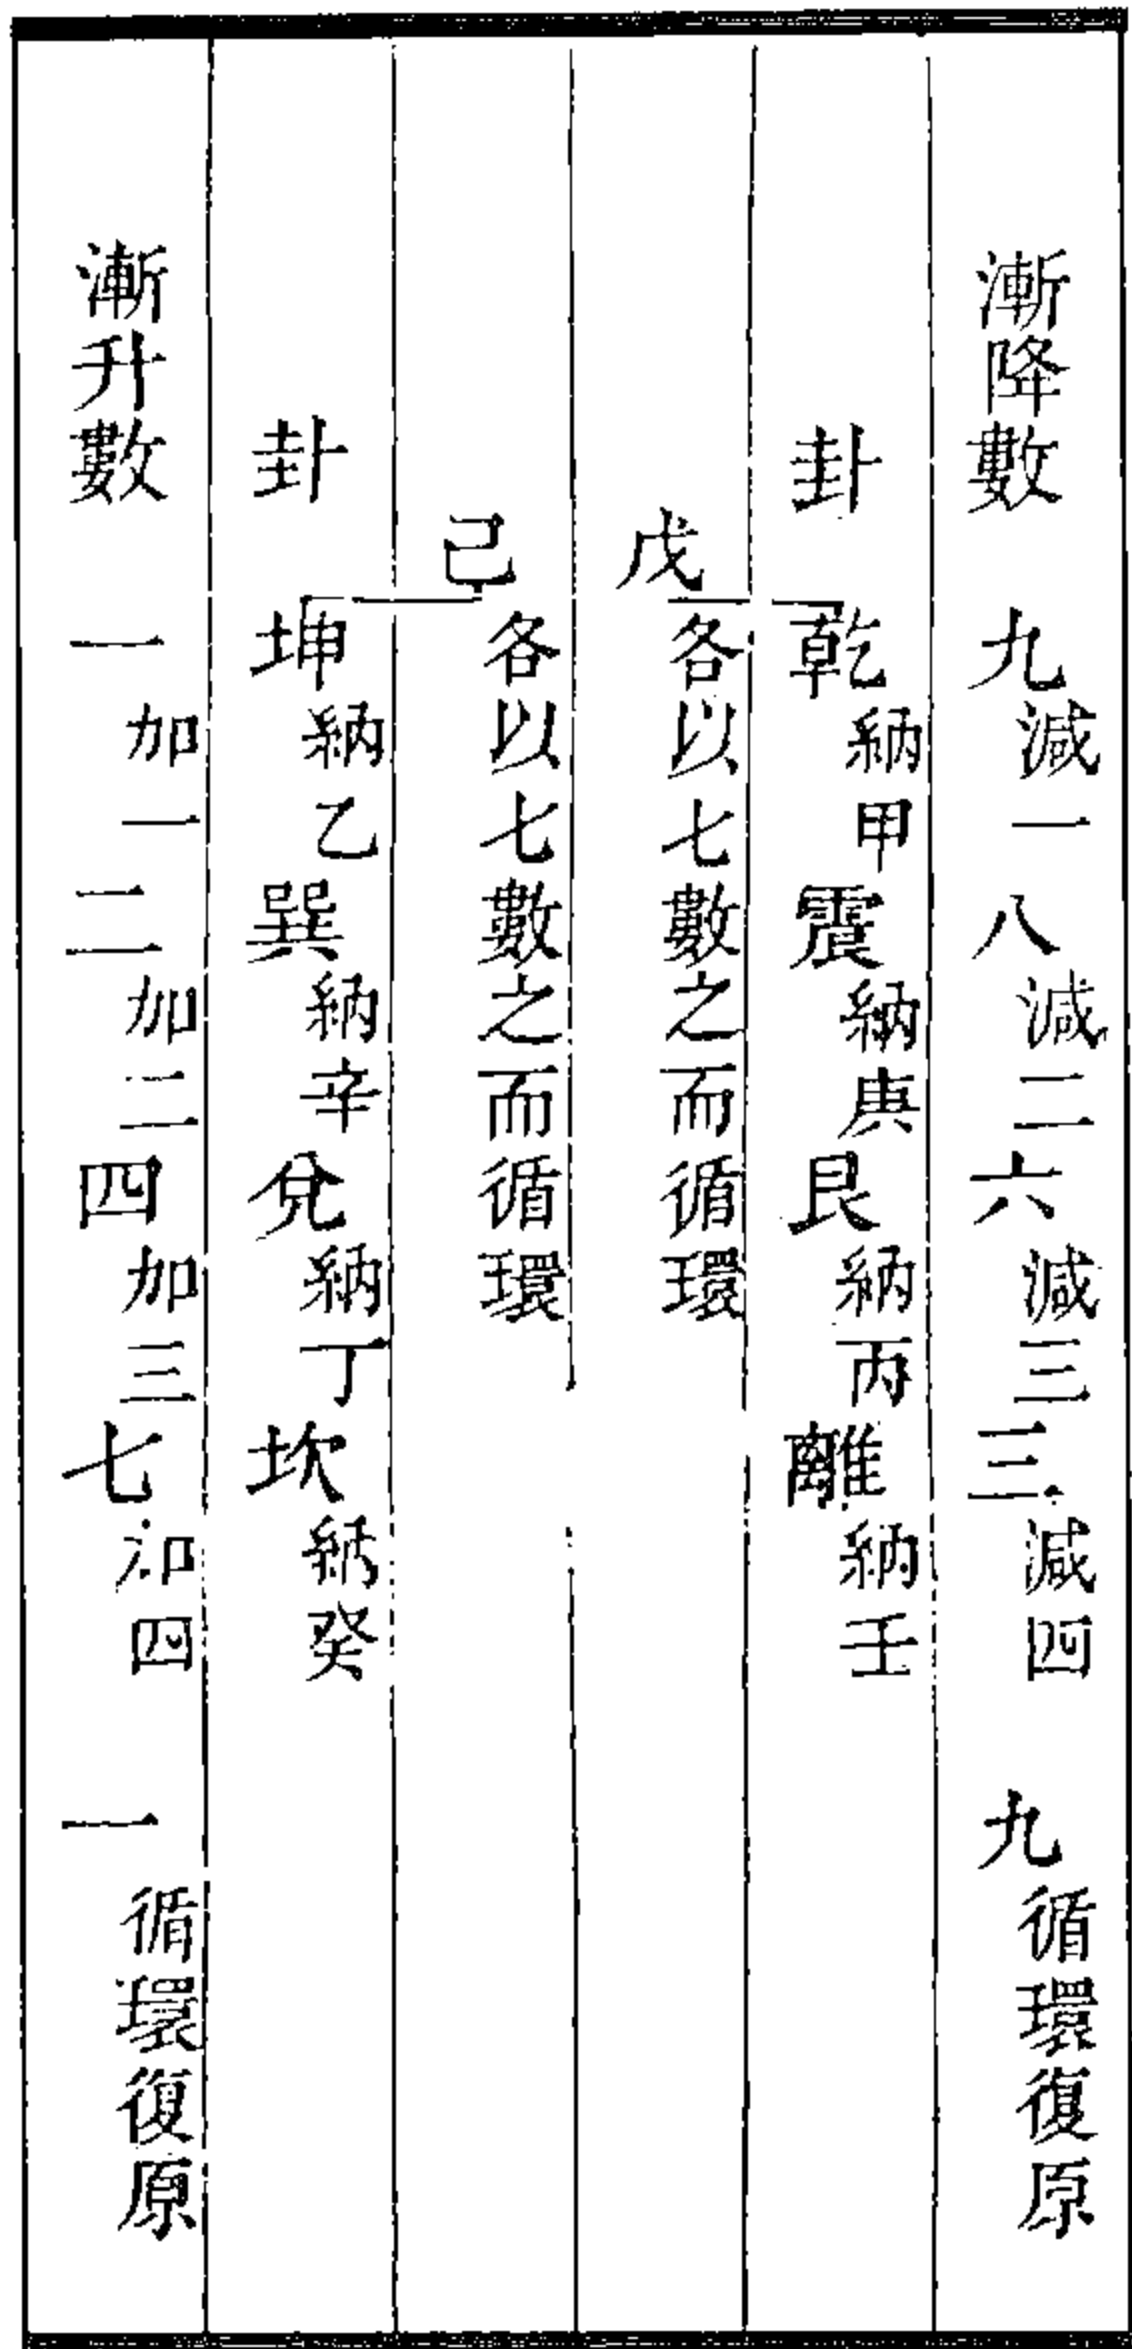 漸降數 九減一八減二六減三三減四 九循環復原
卦 乾納甲震納庚艮納丙離納壬
戊 各以七數之而循環
己 各以七數之而循環
卦 坤納乙巽納辛兌納丁坎納癸
漸升數 一加一二加二四加三七加四 一循環復原